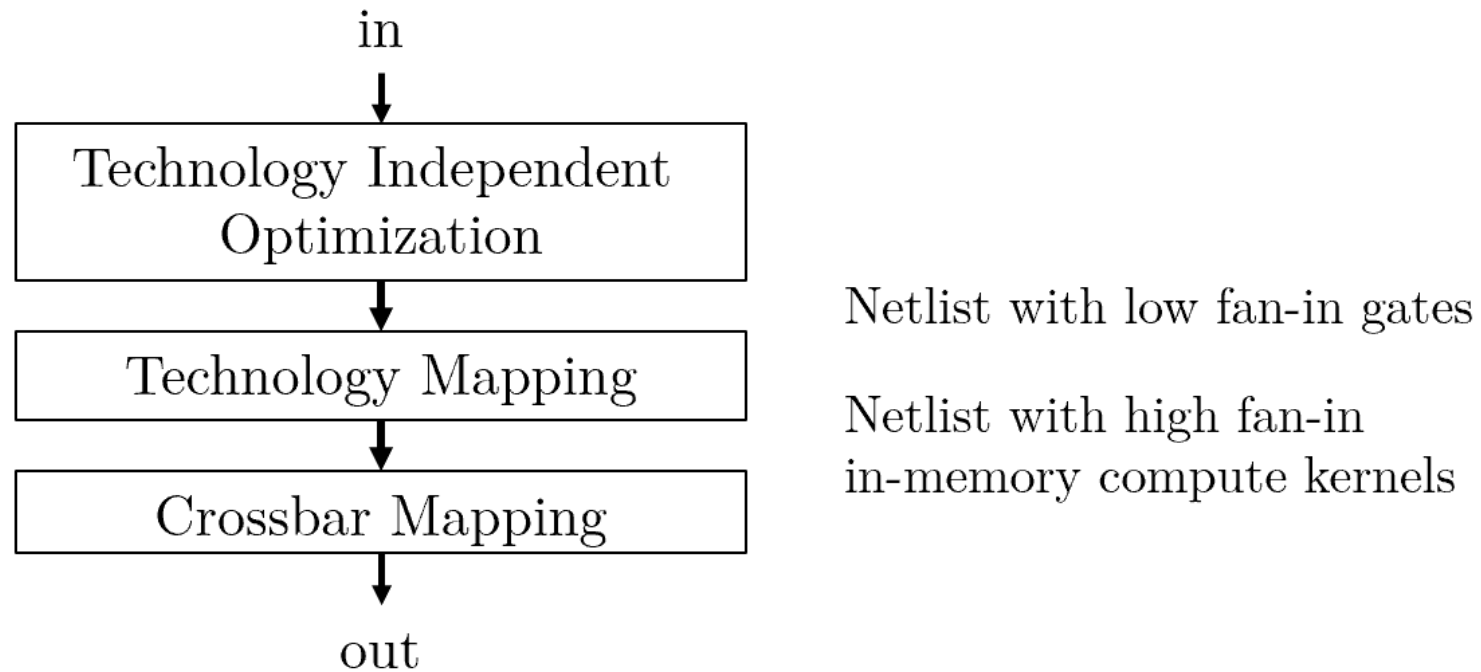 in
Technology Independent
Optimization
Netlist with low fan-in gates
Technology Mapping
Netlist with high fan-in
in-memory compute kernels
Crossbar Mapping
out